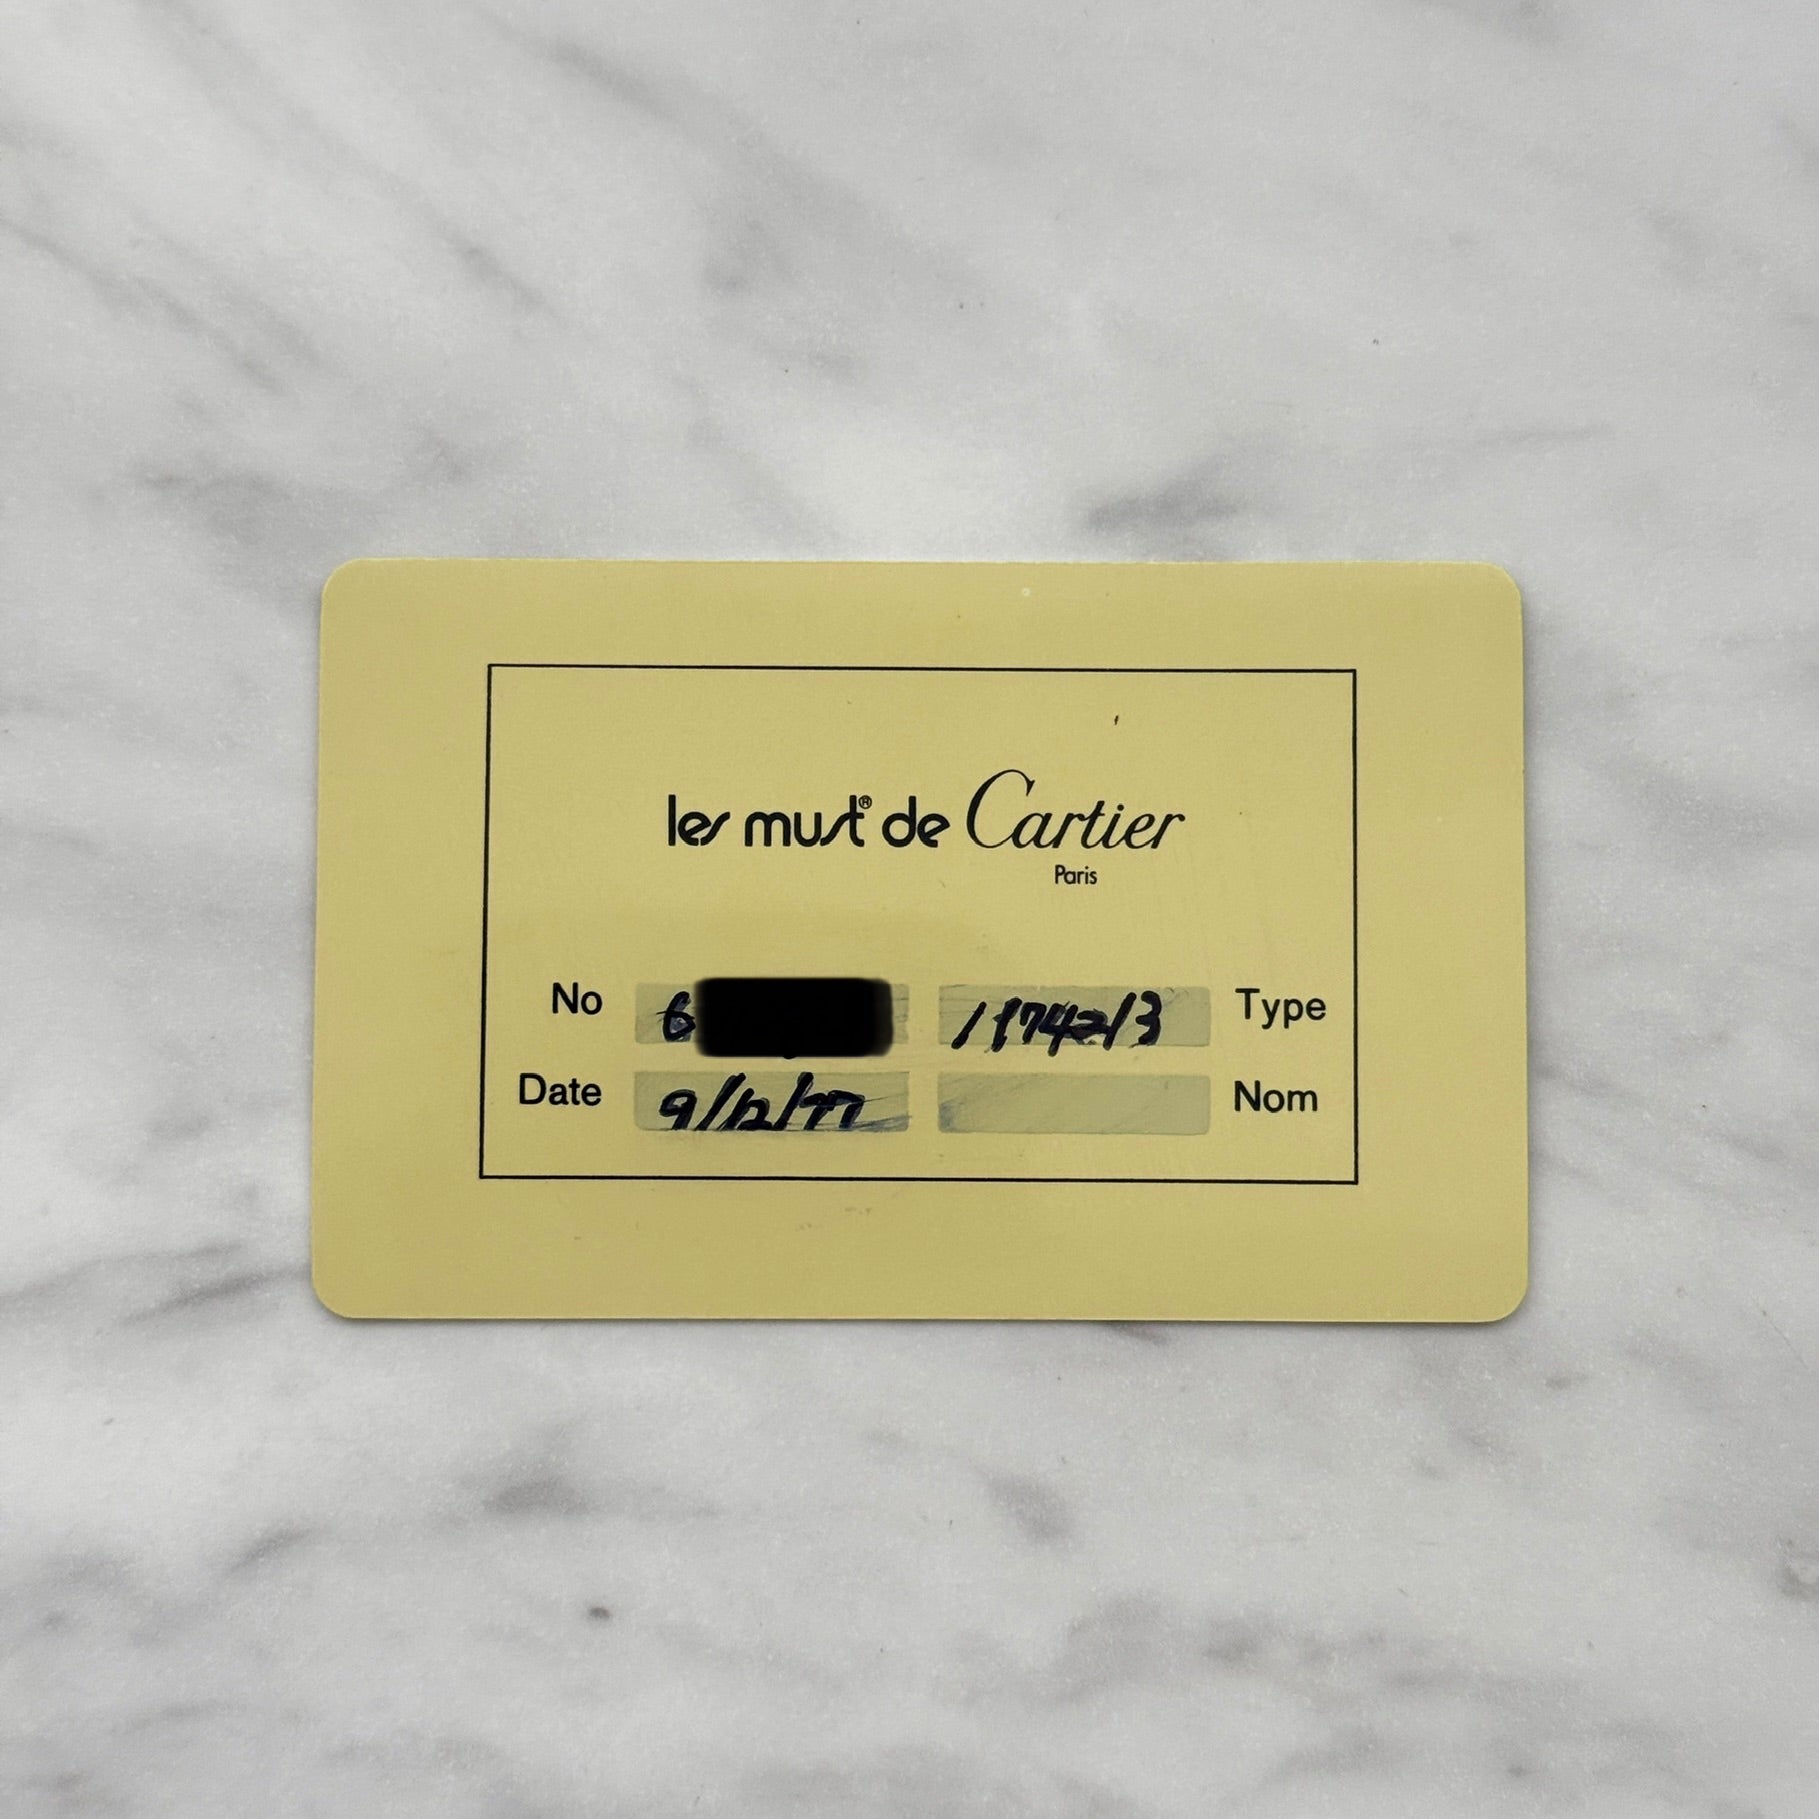 les must® de Cartier
Paris
No 6 1174213 Type
Date 9/12/77 Nom